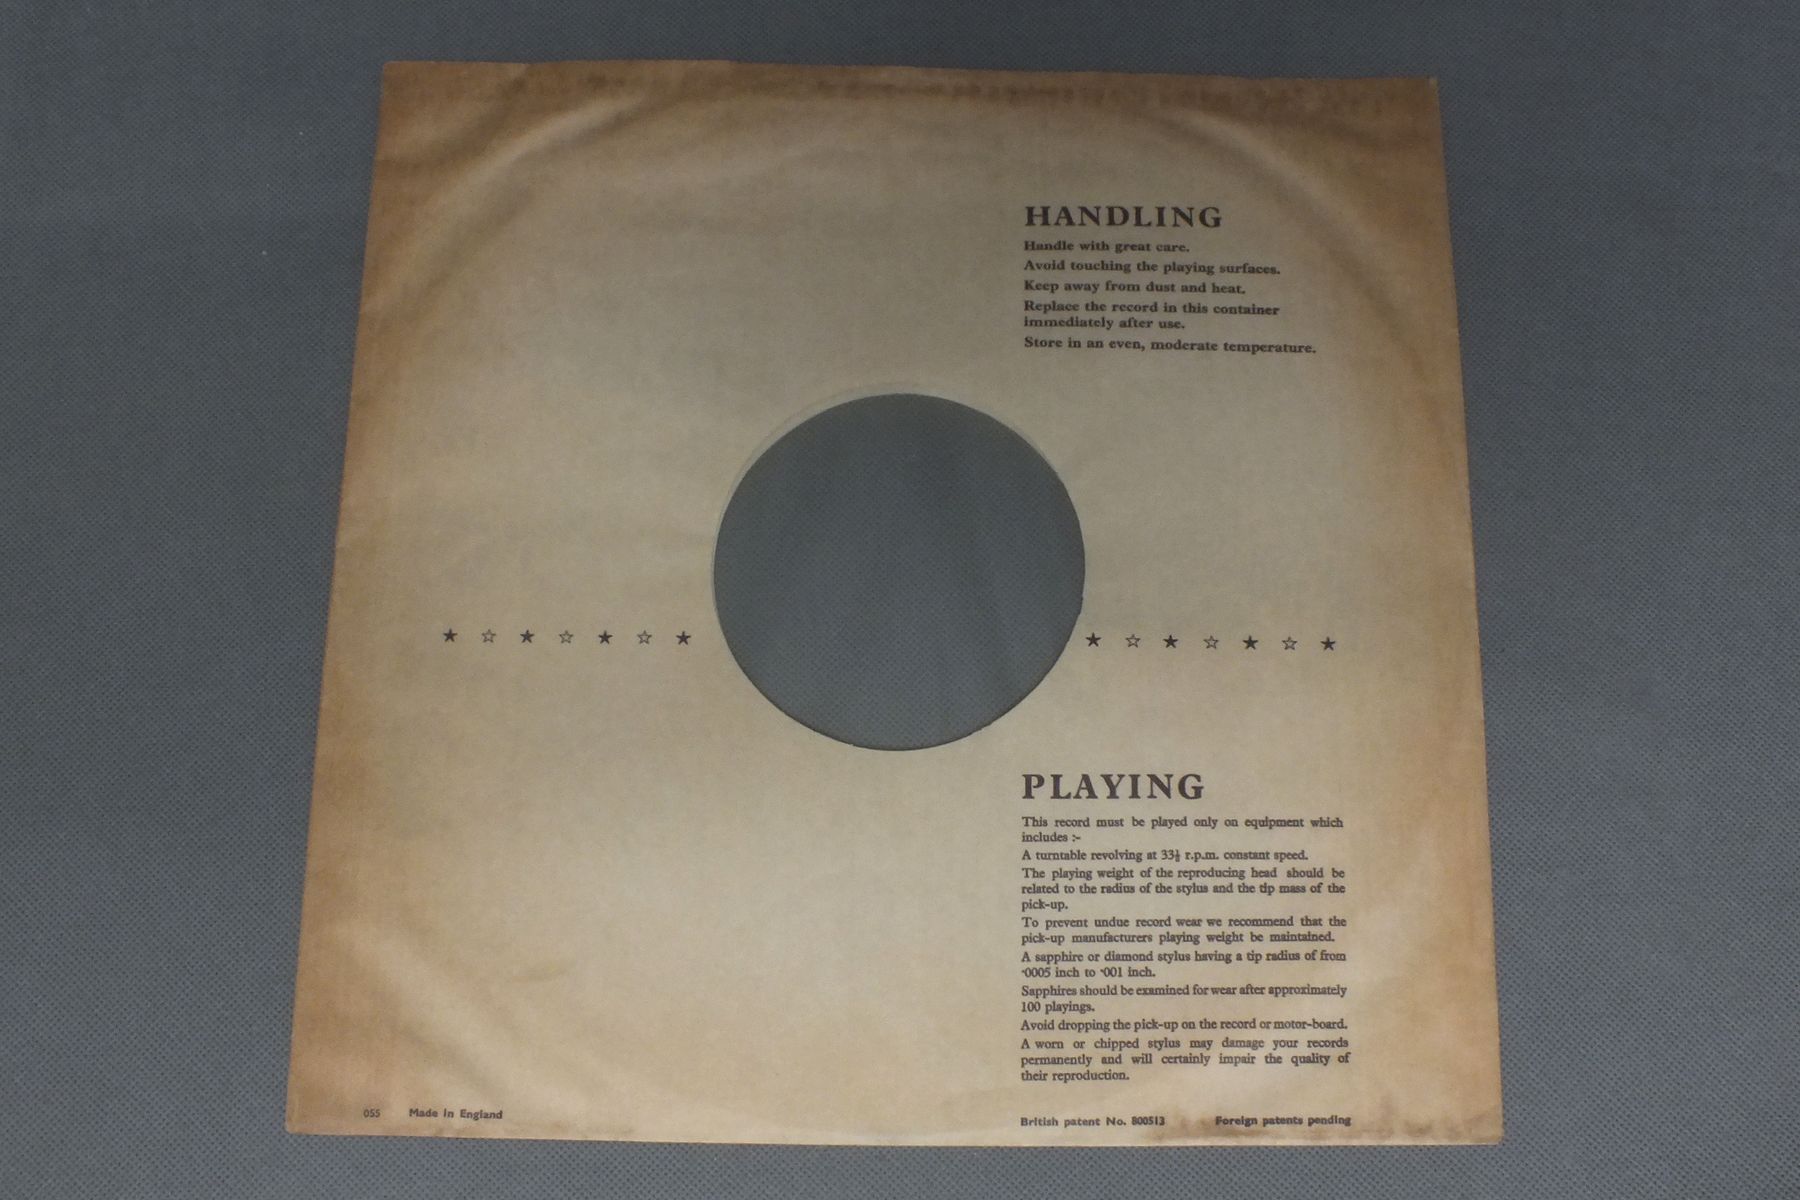 HANDLING
Handle with great care.
Avoid touching the playing surfaces.
Keep away from dust and heat.
Replace the record in this container
immediately after use.
Store in an even, moderate temperature.
★ ☆ ★ ☆ ★ ☆ ★ ★ ☆ ★ ☆ ★ ☆ ★
PLAYING
This record must be played only on equipment which
includes :-
A turntable revolving at 33⅓ r.p.m. constant speed.
The playing weight of the reproducing head should be
related to the radius of the stylus and the tip mass of the
pick-up.
To prevent undue record wear we recommend that the
pick-up manufacturers playing weight be maintained.
A sapphire or diamond stylus having a tip radius of from
·0005 inch to ·001 inch.
Sapphires should be examined for wear after approximately
100 playings.
Avoid dropping the pick-up on the record or motor-board.
A worn or chipped stylus may damage your records
permanently and will certainly impair the quality of
their reproduction.
055 Made in England
British patent No. 800513 Foreign patents pending